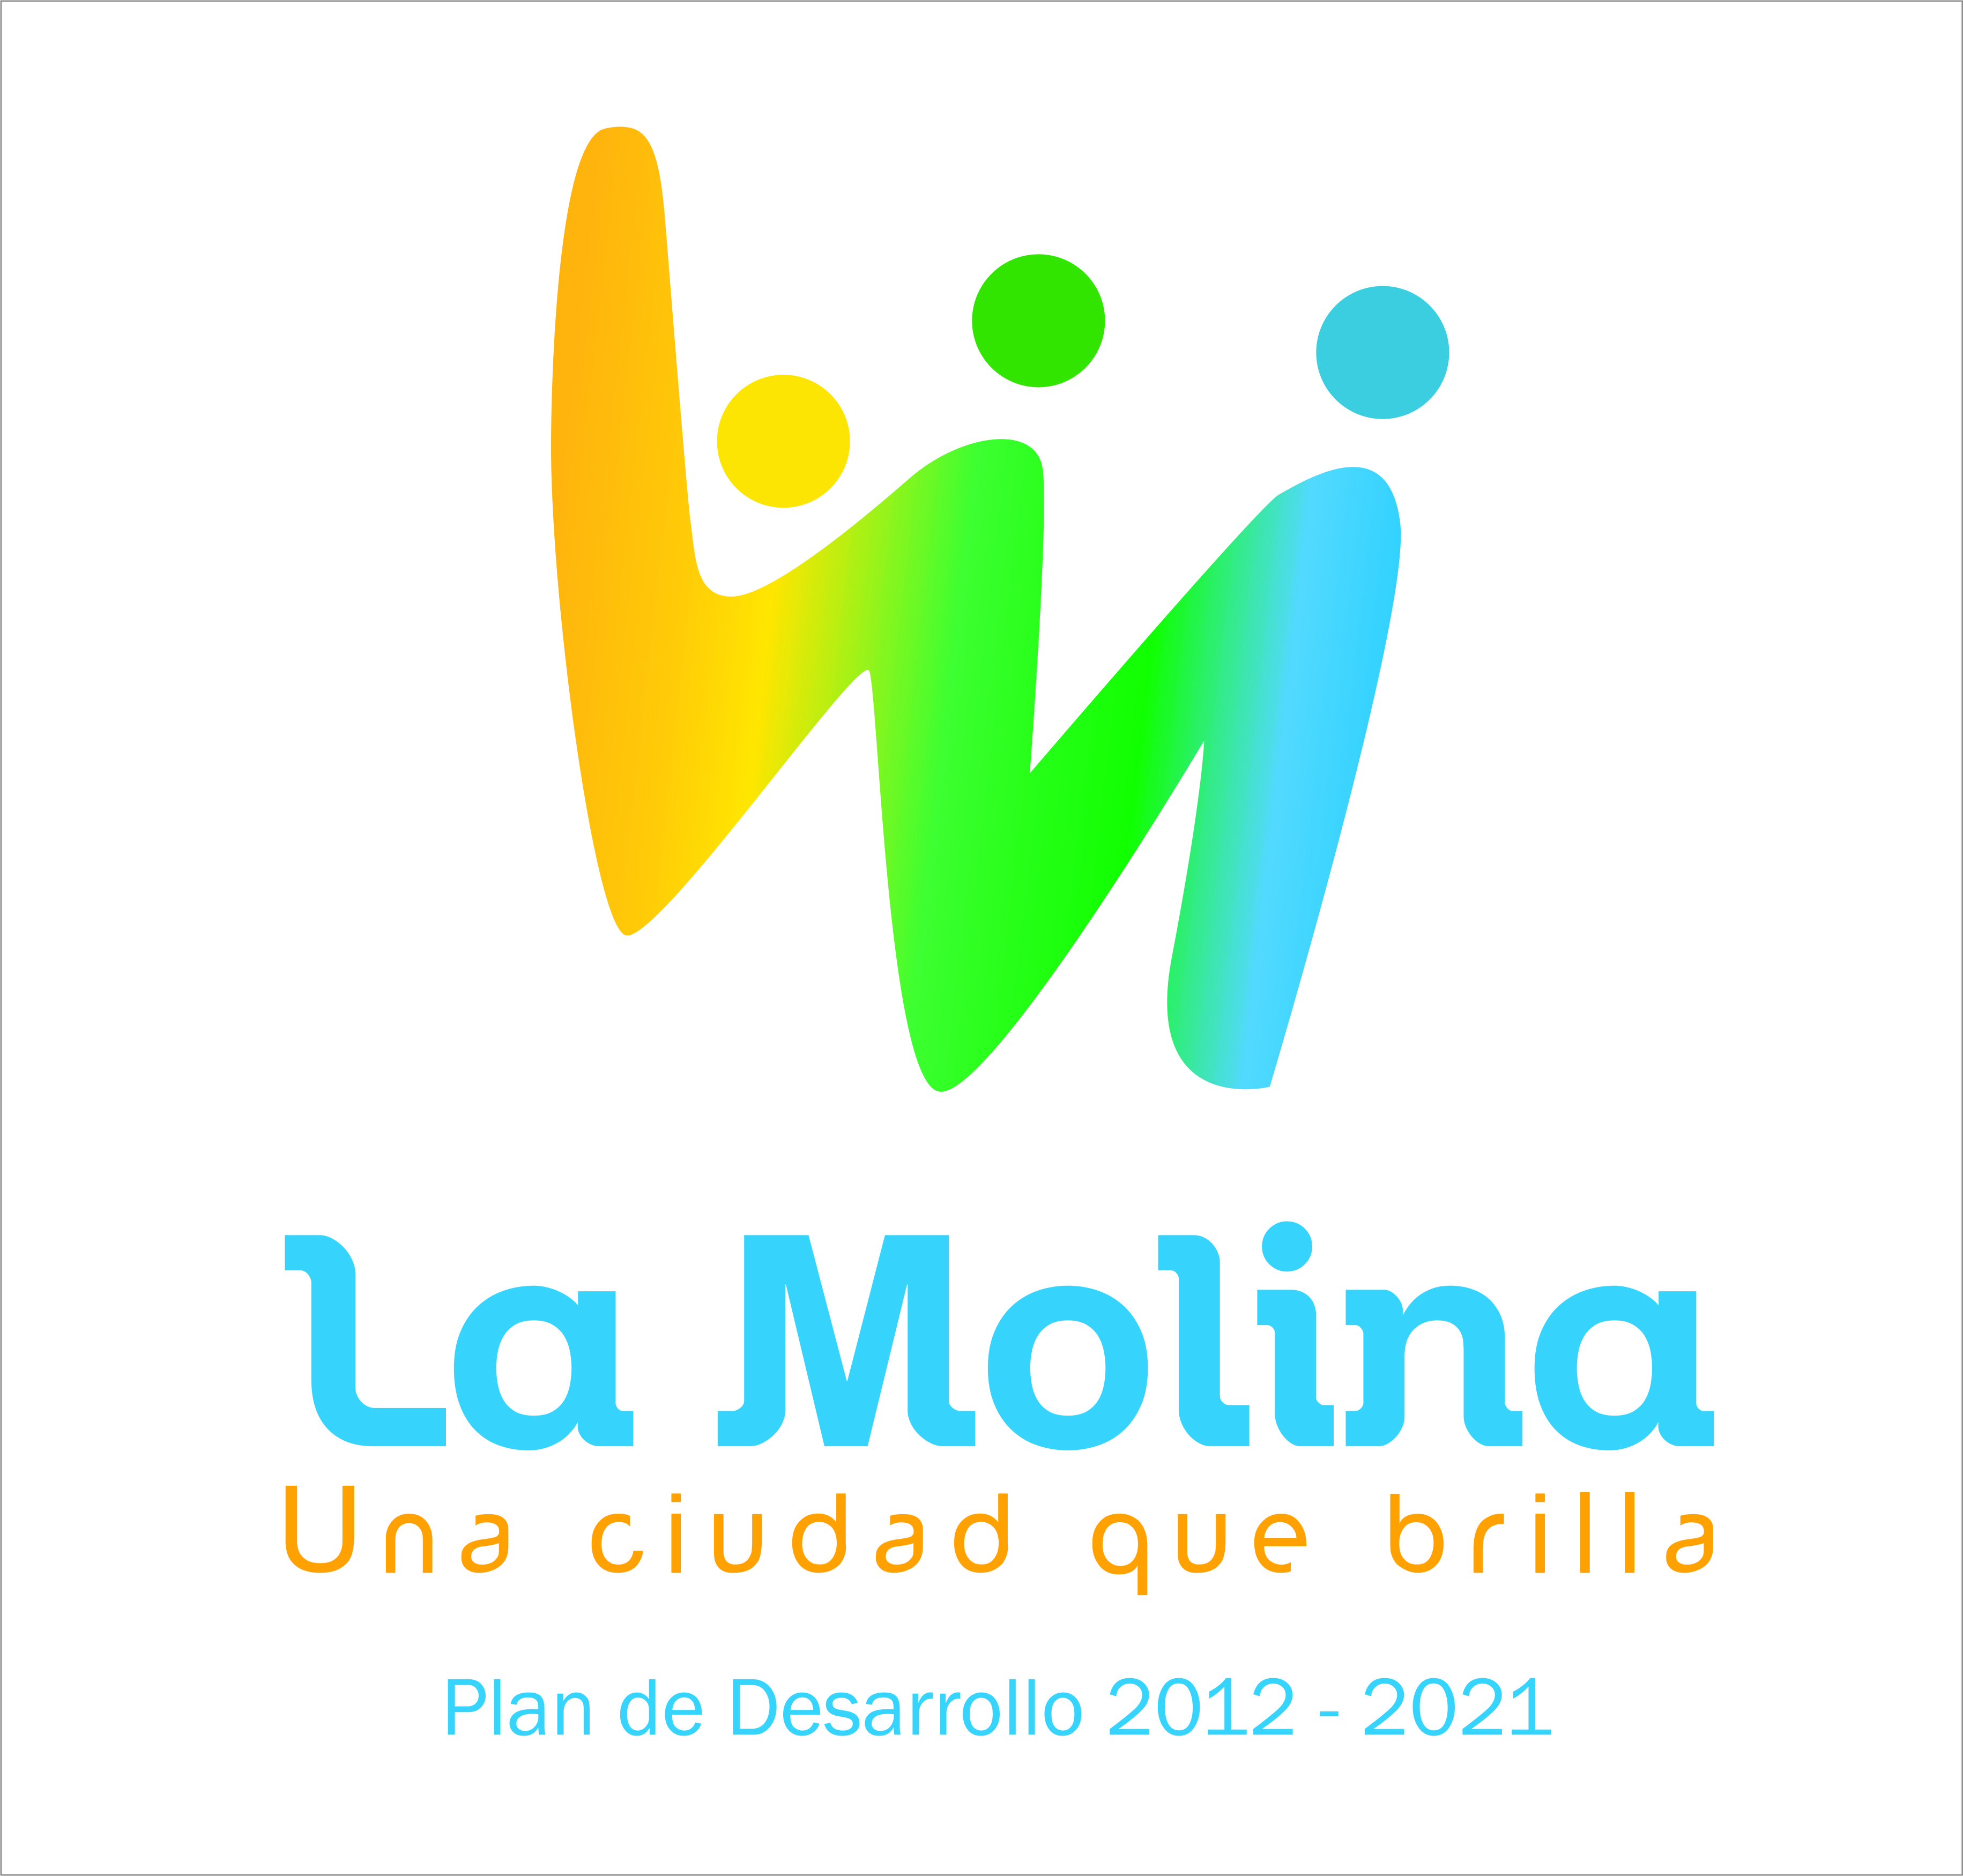 La Molina
Una ciudad que brilla
Plan de Desarrollo 2012 - 2021